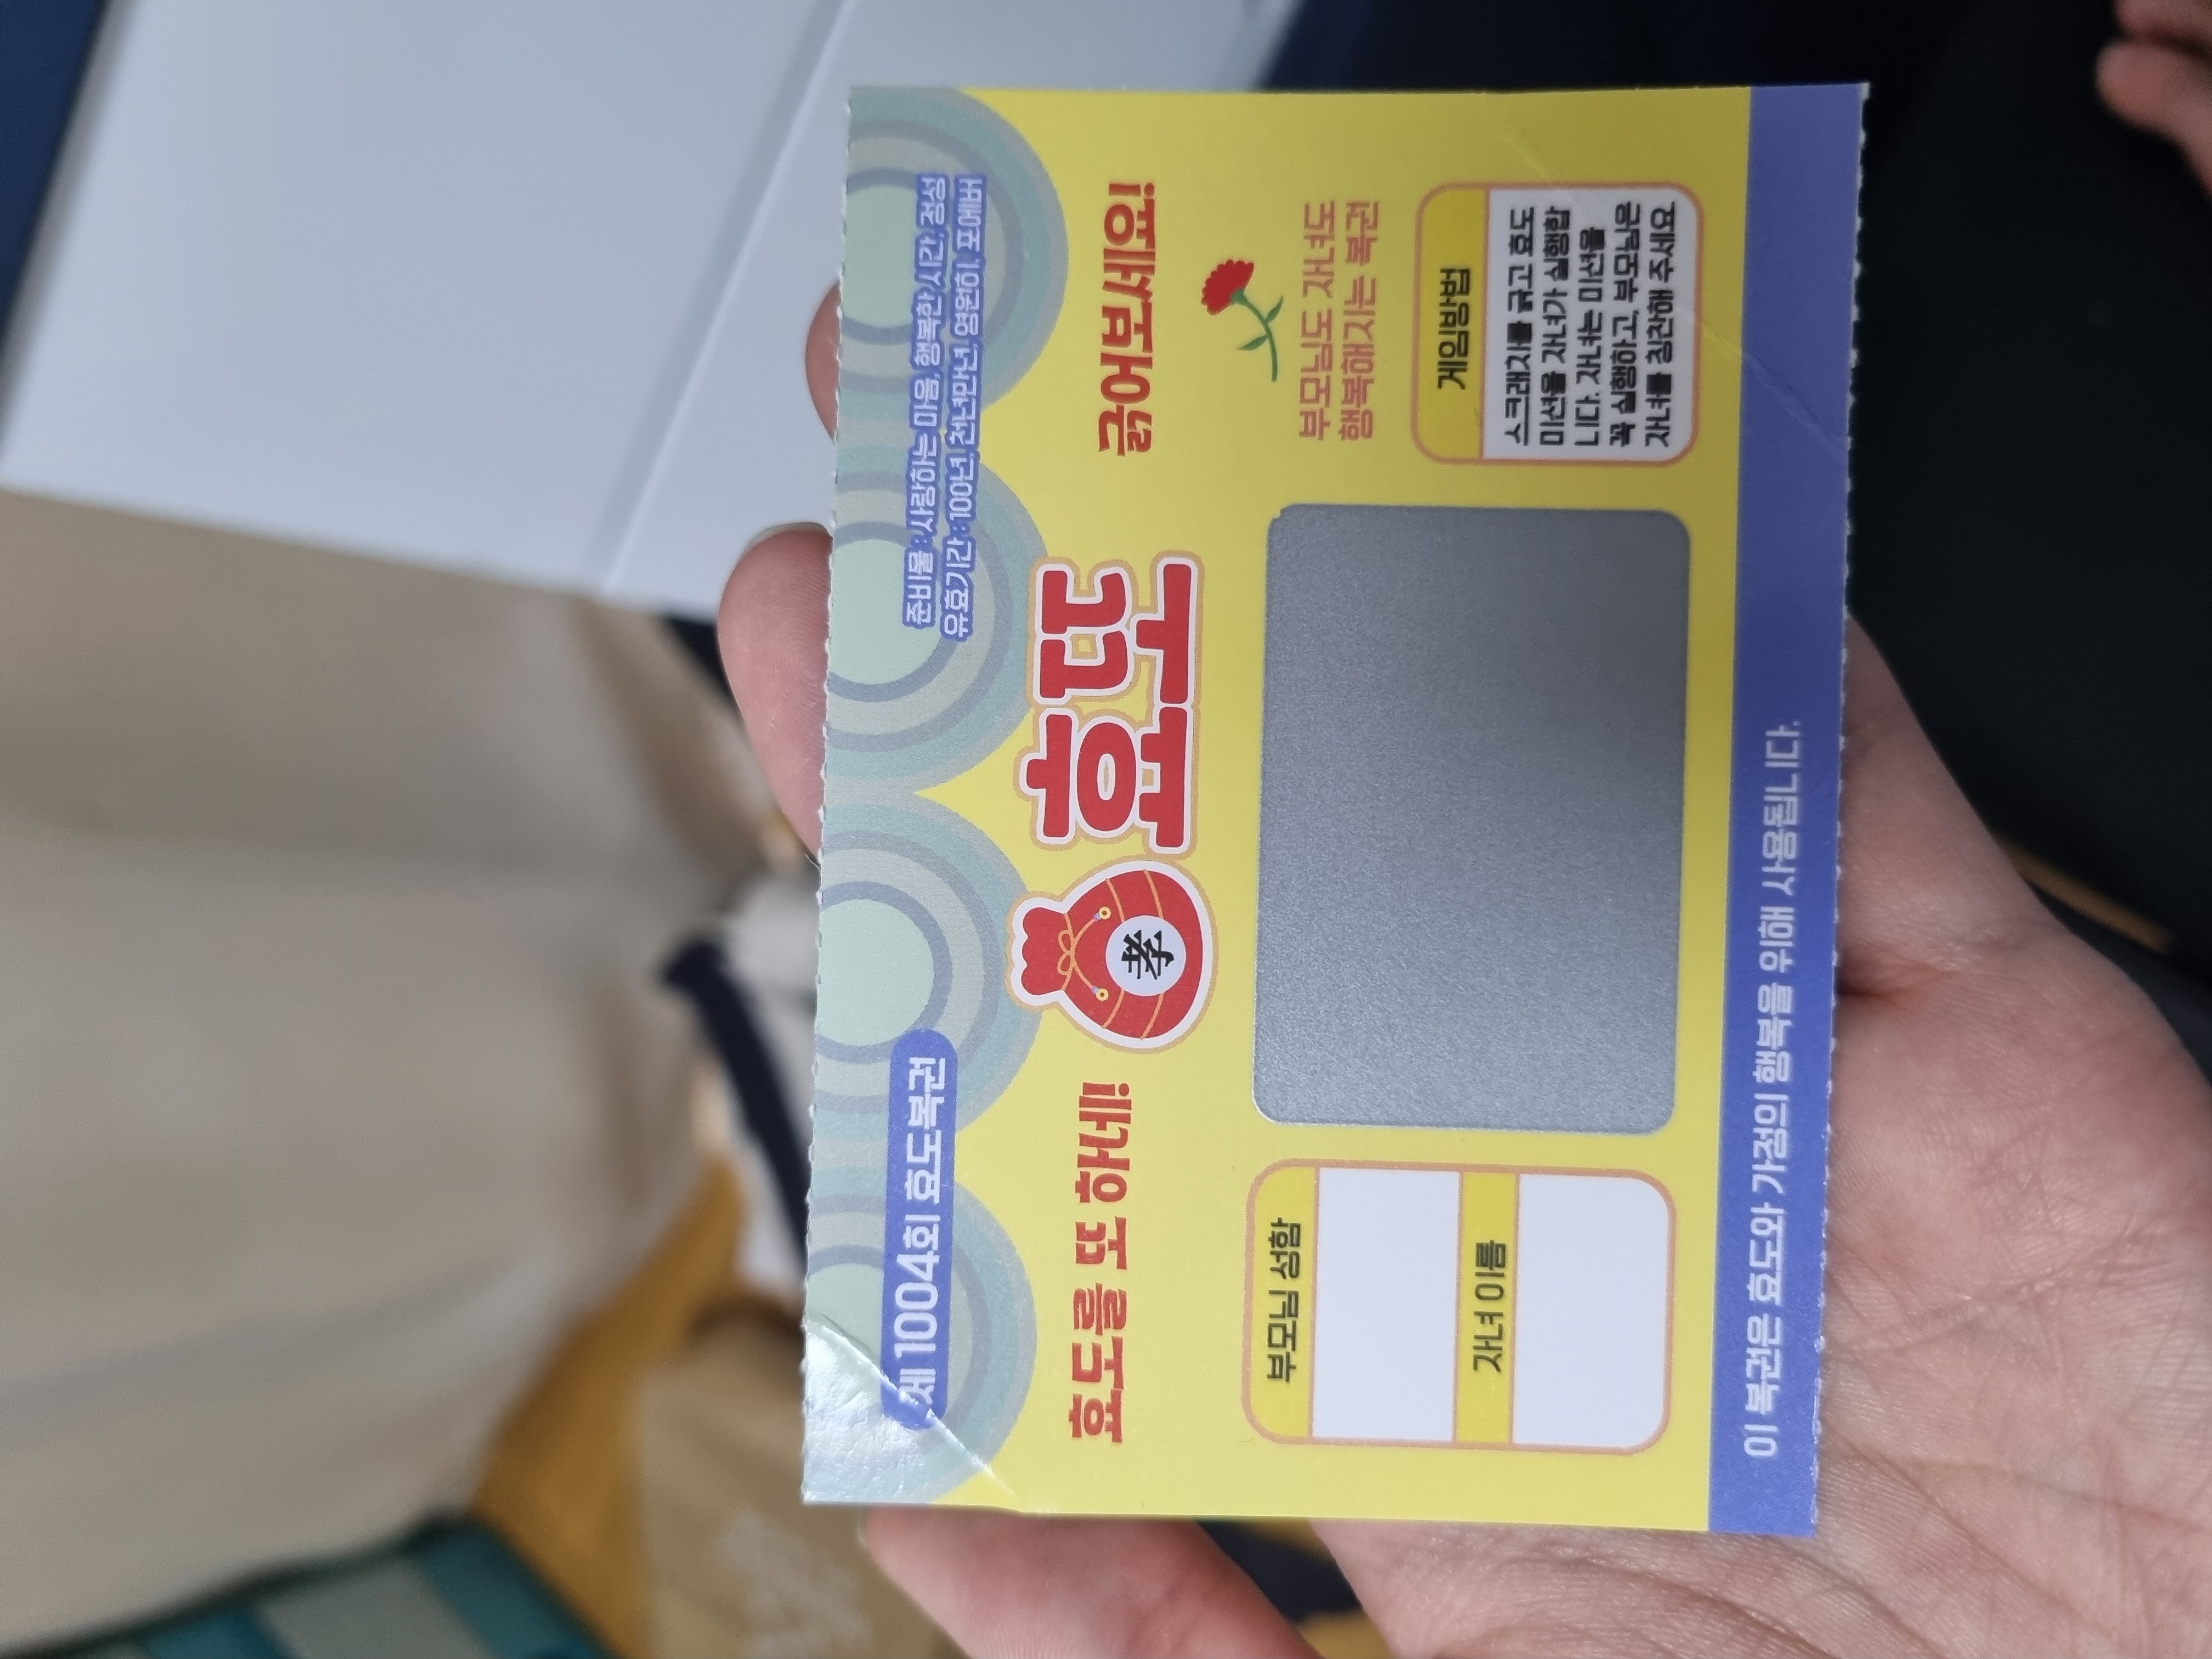 제 1004회 효도복권
준비물 : 사랑하는 마음, 행복한 시간, 정성
유효기간 : 100년, 천년만년, 영원히, 포에버
효도를 또 하네!
孝
효또
긁어보세요!
부모님 성함
자녀 이름
부모님도 자녀도
행복해지는 복권
게임방법
스크래치를 긁고 효도
미션을 자녀가 실행합
니다. 자녀는 미션을
꼭 실행하고, 부모님은
자녀를 칭찬해 주세요.
이 복권은 효도와 가정의 행복을 위해 사용됩니다.